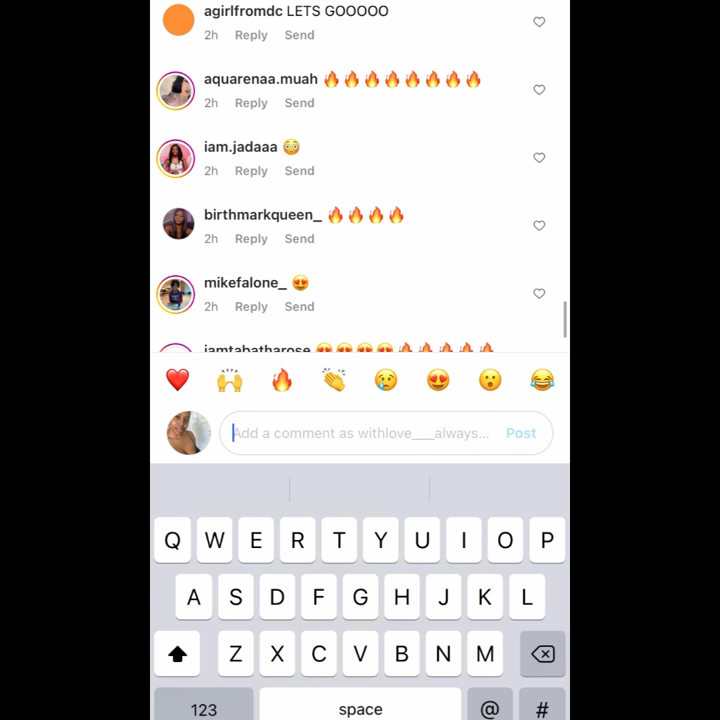 agirlfromdc LETS GOOOOO
2h Reply Send
aquarenaa.muah 🔥🔥🔥🔥🔥🔥🔥🔥
2h Reply Send
iam.jadaaa 😳
2h Reply Send
birthmarkqueen_ 🔥🔥🔥🔥
2h Reply Send
mikefalone_ 😍
2h Reply Send
iamtabatharose 😍😍😍😍🔥🔥🔥🔥🔥
Add a comment as withlove___always... Post
Q W E R T Y U I O P
A S D F G H J K L
Z X C V B N M
123 space @ #